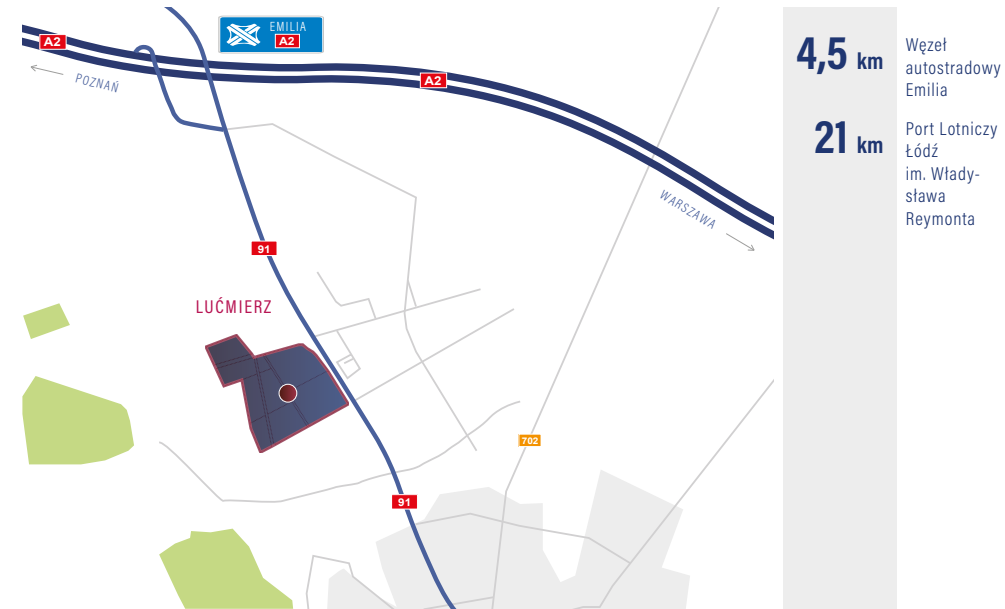 EMILIA
A2
A2
POZNAŃ
A2
WARSZAWA
91
LUĆMIERZ
702
91
4,5 km
Węzeł
autostradowy
Emilia
21 km
Port Lotniczy
Łódź
im. Włady-
sława
Reymonta